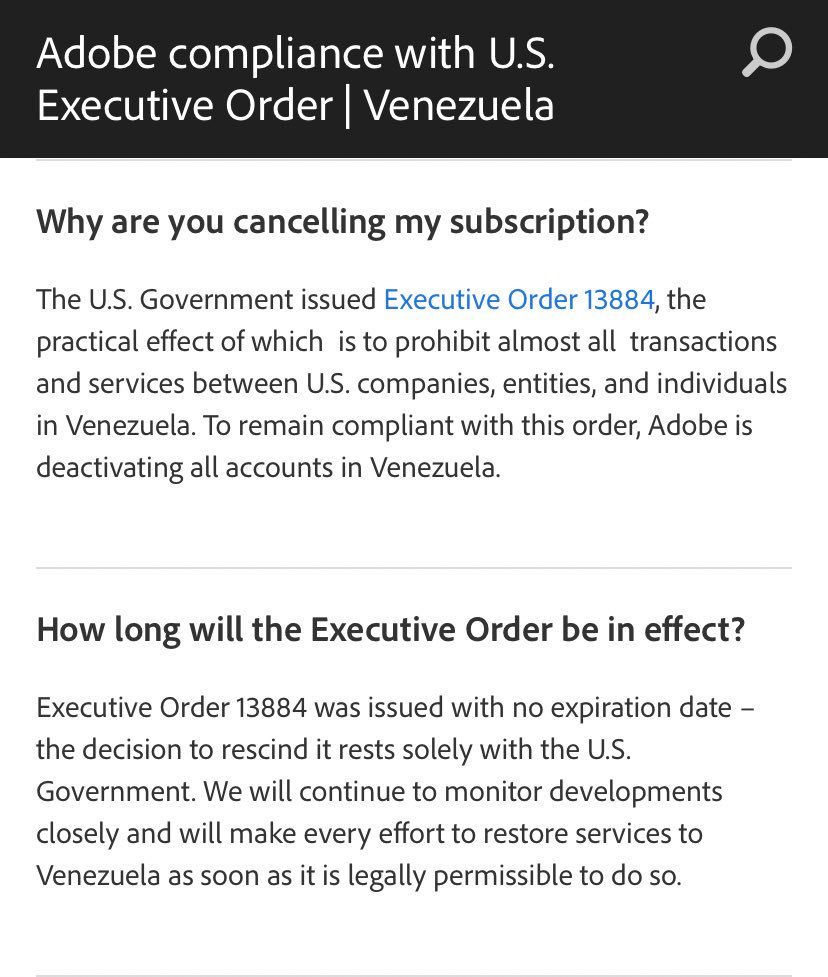 Adobe compliance with U.S.
Executive Order | Venezuela
Why are you cancelling my subscription?
The U.S. Government issued Executive Order 13884, the
practical effect of which  is to prohibit almost all  transactions
and services between U.S. companies, entities, and individuals
in Venezuela. To remain compliant with this order, Adobe is
deactivating all accounts in Venezuela.
How long will the Executive Order be in effect?
Executive Order 13884 was issued with no expiration date –
the decision to rescind it rests solely with the U.S.
Government. We will continue to monitor developments
closely and will make every effort to restore services to
Venezuela as soon as it is legally permissible to do so.